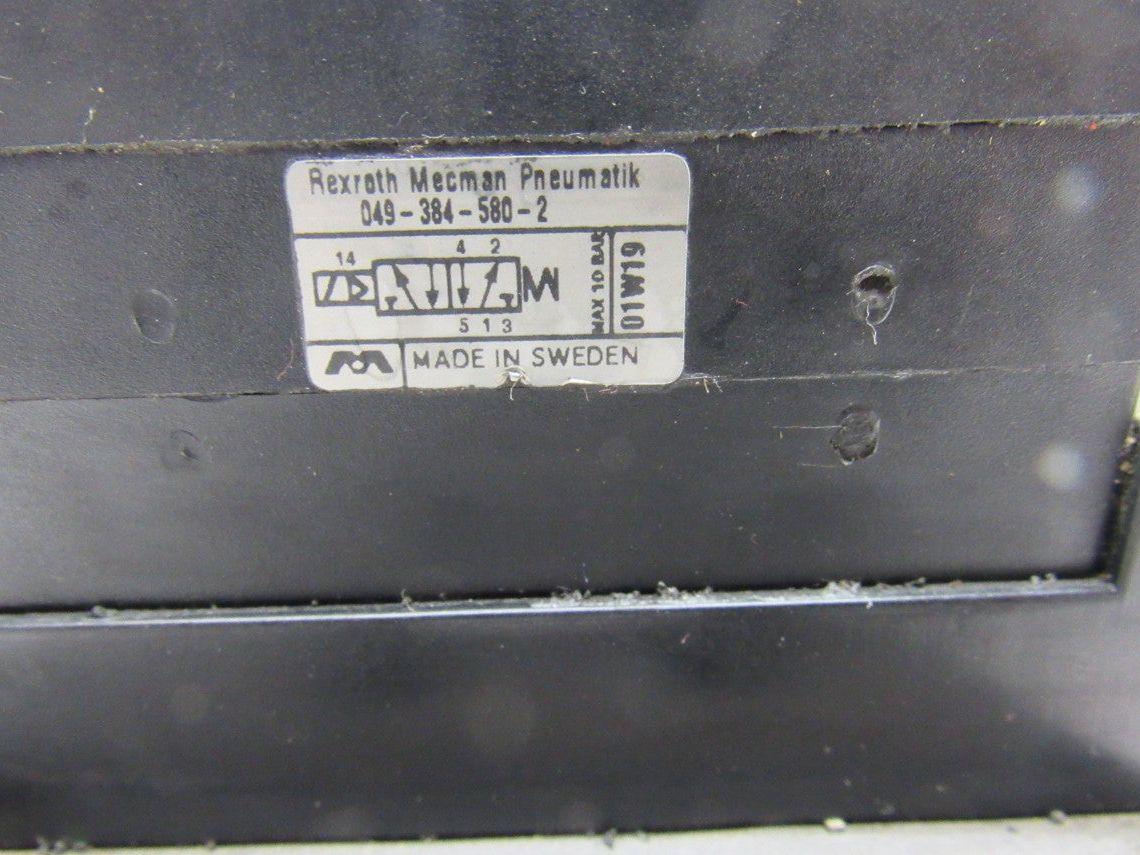 Rexroth Mecman Pneumatik
049-384-580-2
14
4 2
5 1 3
MAX 10 BAR
01W19
MADE IN SWEDEN